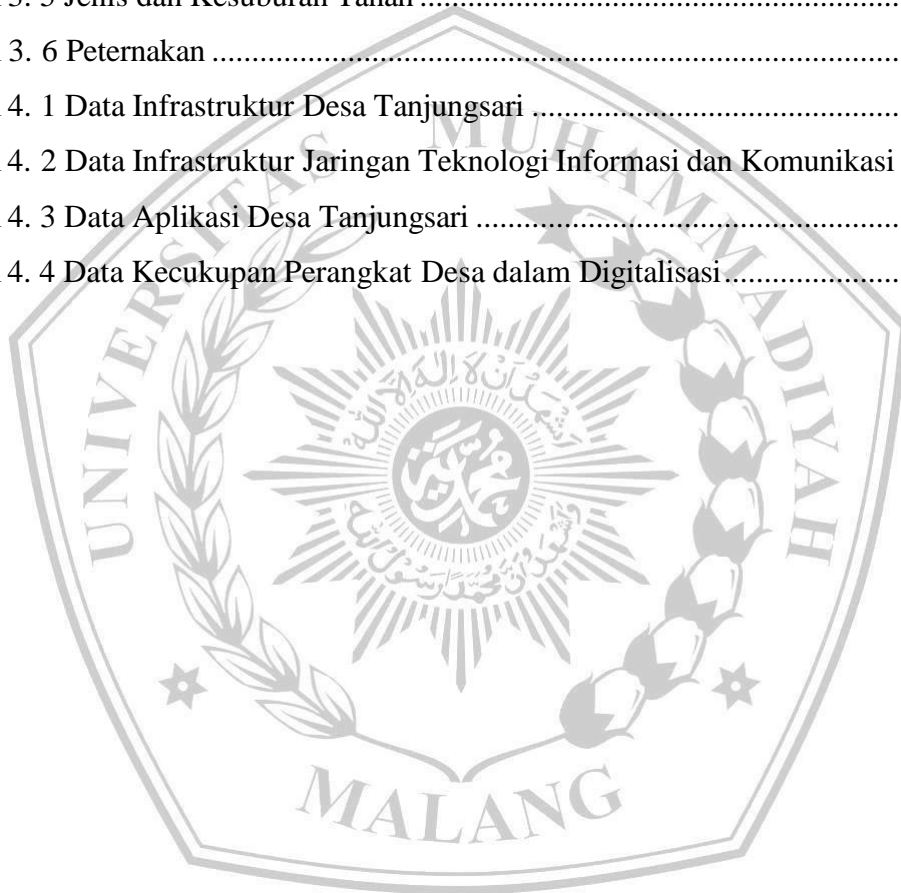 3. 5 Jenis dan Kesuburan Tanah ....................................................................
3. 6 Peternakan ...............................................................................................
4. 1 Data Infrastruktur Desa Tanjungsari ......................................................
4. 2 Data Infrastruktur Jaringan Teknologi Informasi dan Komunikasi
4. 3 Data Aplikasi Desa Tanjungsari .............................................................
4. 4 Data Kecukupan Perangkat Desa dalam Digitalisasi ..............................
UNIVERSITAS MUHAMMADIYAH
MALANG